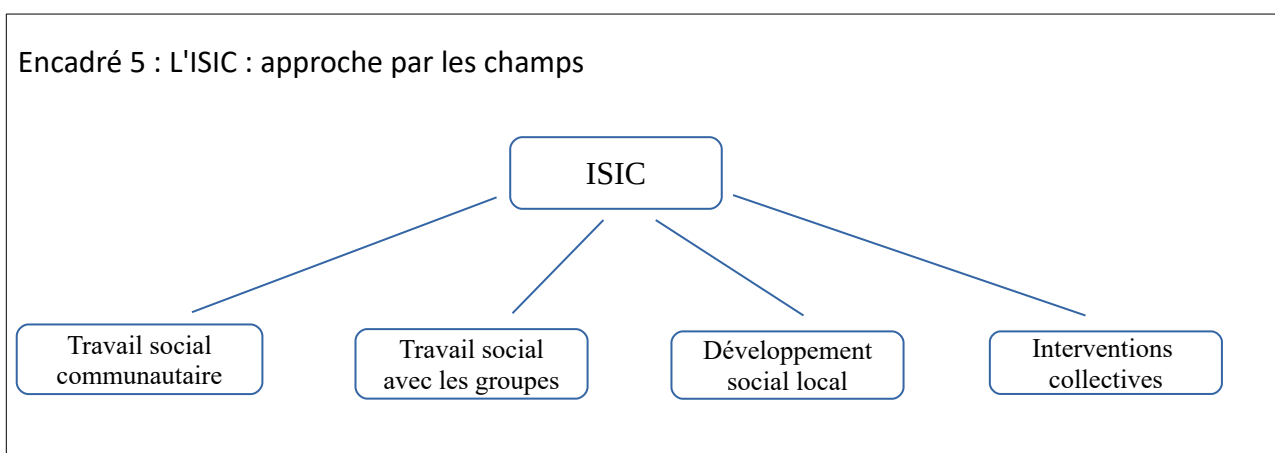 Encadré 5 : L'ISIC : approche par les champs
ISIC
Travail social
communautaire
Travail social
avec les groupes
Développement
social local
Interventions
collectives